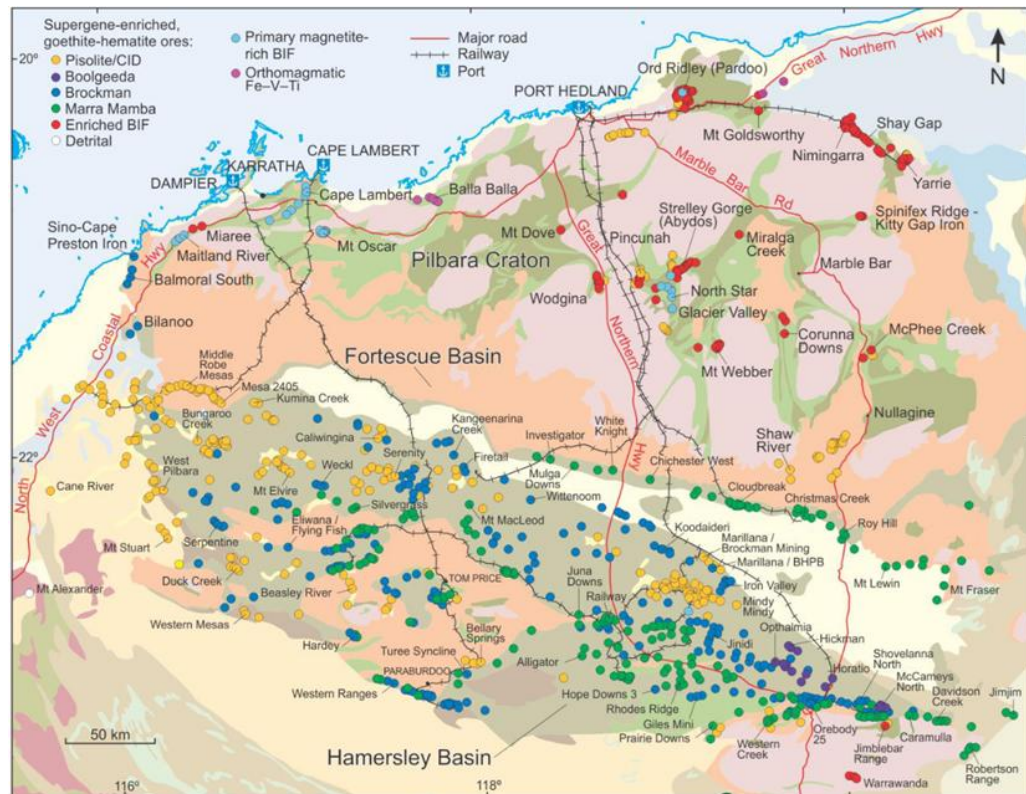 Supergene-enriched,
goethite-hematite ores:
Pisolite/CID
Boolgeeda
Brockman
Marra Mamba
Enriched BIF
Detrital
Primary magnetite-
rich BIF
Orthomagmatic
Fe–V–Ti
Major road
Railway
Port
N
20°
22°
116°
118°
50 km
Great Northern Hwy
Ord Ridley (Pardoo)
PORT HEDLAND
Mt Goldsworthy
Shay Gap
Nimingarra
Yarrie
Marble Bar Rd
CAPE LAMBERT
KARRATHA
DAMPIER
Cape Lambert
Balla Balla
Sino-Cape
Preston Iron
Miaree
Maitland River
Mt Oscar
Mt Dove
Pincunah
Strelley Gorge
(Abydos)
Spinifex Ridge -
Kitty Gap Iron
Miralga
Creek
Marble Bar
Pilbara Craton
Balmoral South
Wodgina
North Star
Glacier Valley
Bilanoo
Corunna
Downs
McPhee Creek
Mt Webber
Great Northern Hwy
North West Coastal Hwy
Fortescue Basin
Middle
Robe
Mesas
Mesa 2405
Kumina Creek
Bungaroo
Creek
Caliwingina
Kangeenarina
Creek
White
Knight
Nullagine
Investigator
Shaw
River
Serenity
Firetail
West
Pilbara
Weckl
Mulga
Downs
Chichester West
Cloudbreak
Cane River
Mt Elvire
Silvergrass
Wittenoom
Christmas Creek
Eliwana /
Flying Fish
Mt MacLeod
Koodaideri
Roy Hill
Mt Stuart
Serpentine
Marillana /
Brockman Mining
Marillana / BHPB
Duck Creek
Juna
Downs
Mt Lewin
Mt Fraser
Mt Alexander
TOM PRICE
Beasley River
Railway
Iron Valley
Mindy
Mindy
Western Mesas
Opthalmia
Hickman
Bellary
Springs
Hardey
Turee Syncline
Jinidi
Shovelanna
North
Alligator
Horatio
PARABURDOO
McCameys
North
Western Ranges
Hope Downs 3
Davidson
Creek
Jimjim
Rhodes Ridge
Giles Mini
Prairie Downs
Western
Creek
Orebody
25
Caramulla
Jimblebar
Range
Hamersley Basin
Robertson
Range
Warrawanda